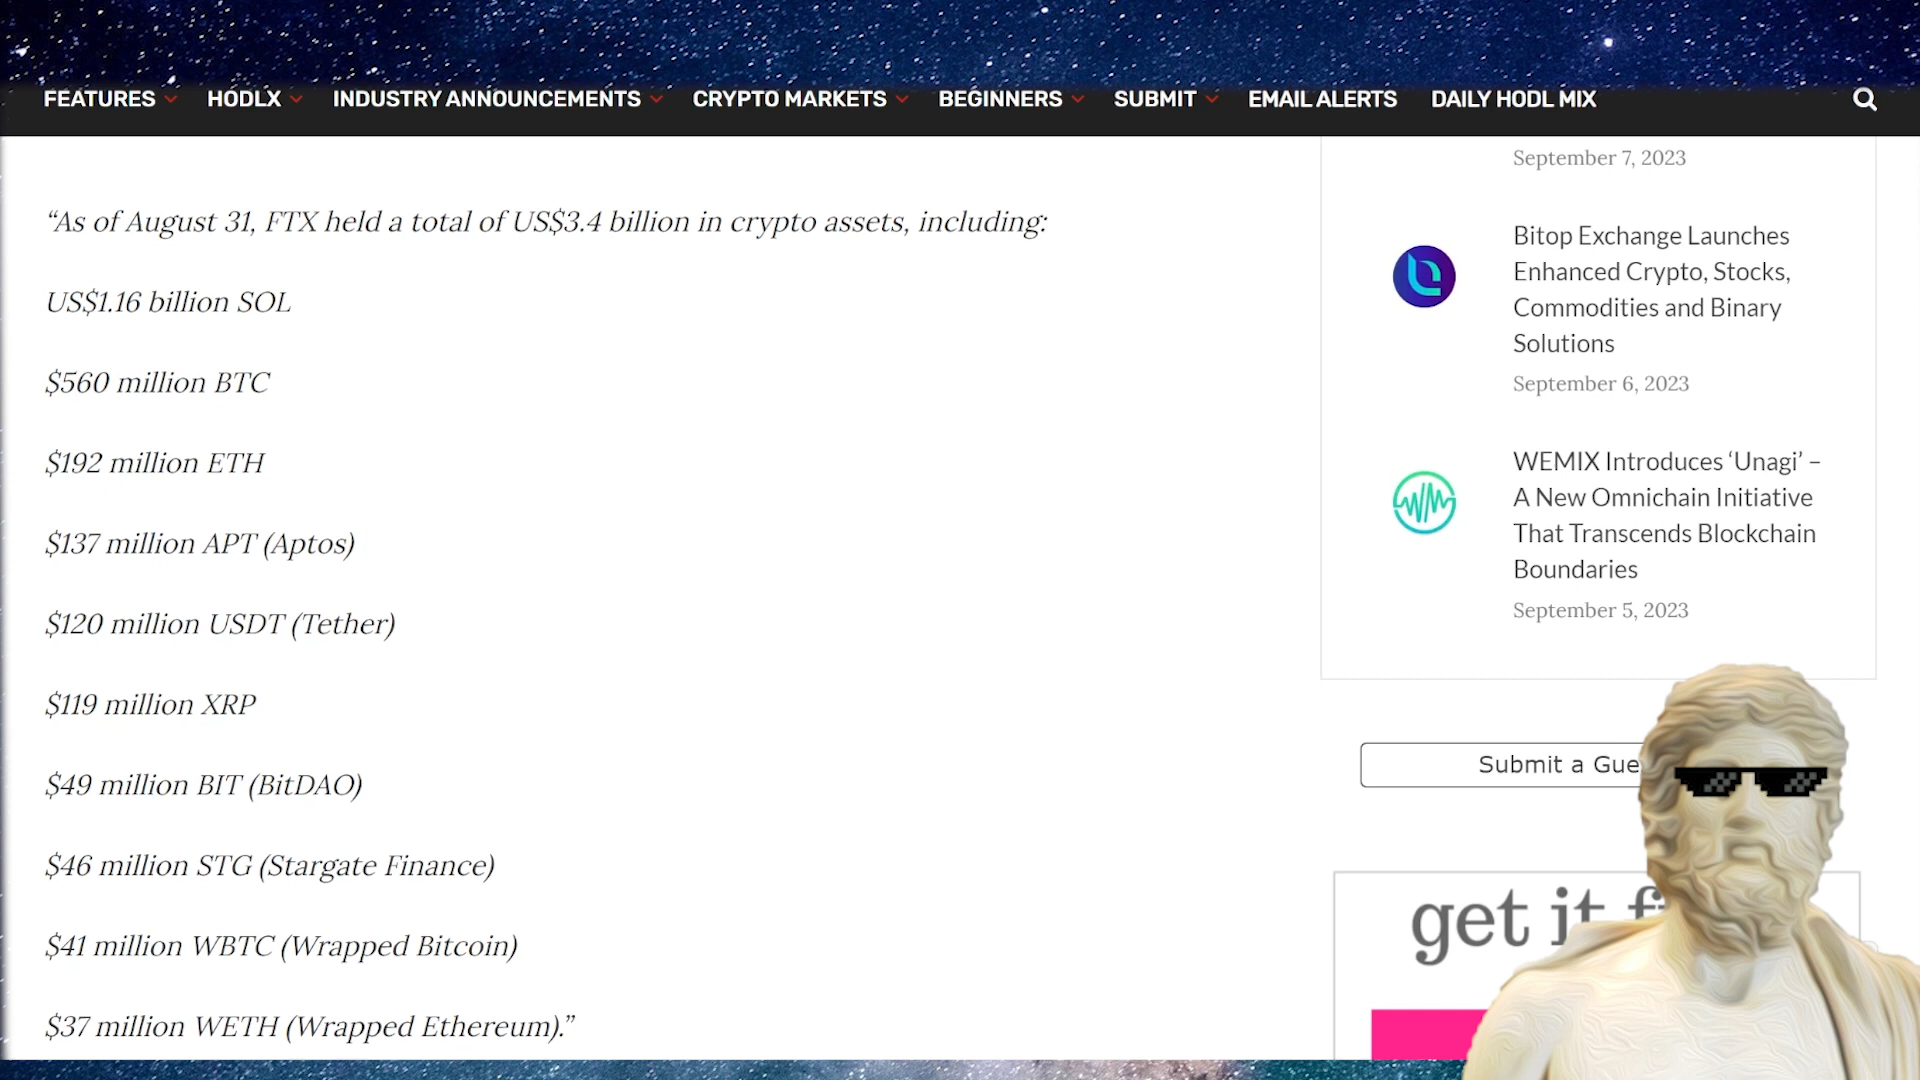 FEATURES HODLX INDUSTRY ANNOUNCEMENTS CRYPTO MARKETS BEGINNERS SUBMIT EMAIL ALERTS DAILY HODL MIX
“As of August 31, FTX held a total of US$3.4 billion in crypto assets, including:
US$1.16 billion SOL
$560 million BTC
$192 million ETH
$137 million APT (Aptos)
$120 million USDT (Tether)
$119 million XRP
$49 million BIT (BitDAO)
$46 million STG (Stargate Finance)
$41 million WBTC (Wrapped Bitcoin)
$37 million WETH (Wrapped Ethereum).”
September 7, 2023
Bitop Exchange Launches
Enhanced Crypto, Stocks,
Commodities and Binary
Solutions
September 6, 2023
WEMIX Introduces ‘Unagi’ –
A New Omnichain Initiative
That Transcends Blockchain
Boundaries
September 5, 2023
Submit a Gue
get it